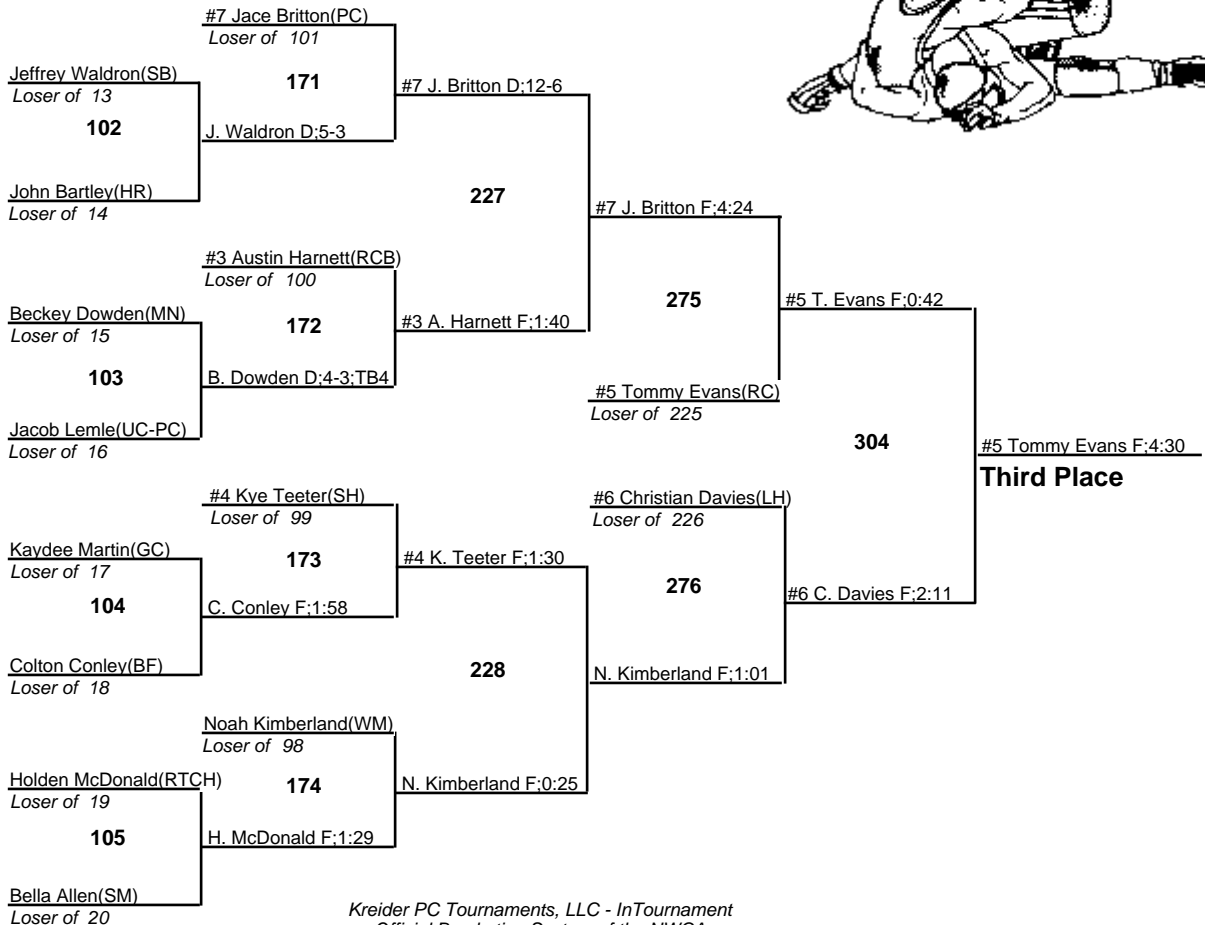 #7 Jace Britton(PC)
Loser of 101
Jeffrey Waldron(SB)
Loser of 13
171
#7 J. Britton D;12-6
102
J. Waldron D;5-3
John Bartley(HR)
Loser of 14
227
#7 J. Britton F;4:24
#3 Austin Harnett(RCB)
Loser of 100
275
#5 T. Evans F;0:42
Beckey Dowden(MN)
Loser of 15
172
#3 A. Harnett F;1:40
103
B. Dowden D;4-3;TB4
#5 Tommy Evans(RC)
Loser of 225
Jacob Lemle(UC-PC)
Loser of 16
304
#5 Tommy Evans F;4:30
Third Place
#4 Kye Teeter(SH)
Loser of 99
#6 Christian Davies(LH)
Loser of 226
Kaydee Martin(GC)
Loser of 17
173
#4 K. Teeter F;1:30
276
104
C. Conley F;1:58
#6 C. Davies F;2:11
Colton Conley(BF)
Loser of 18
228
N. Kimberland F;1:01
Noah Kimberland(WM)
Loser of 98
Holden McDonald(RTCH)
Loser of 19
174
N. Kimberland F;0:25
105
H. McDonald F;1:29
Bella Allen(SM)
Loser of 20
Kreider PC Tournaments, LLC - InTournament